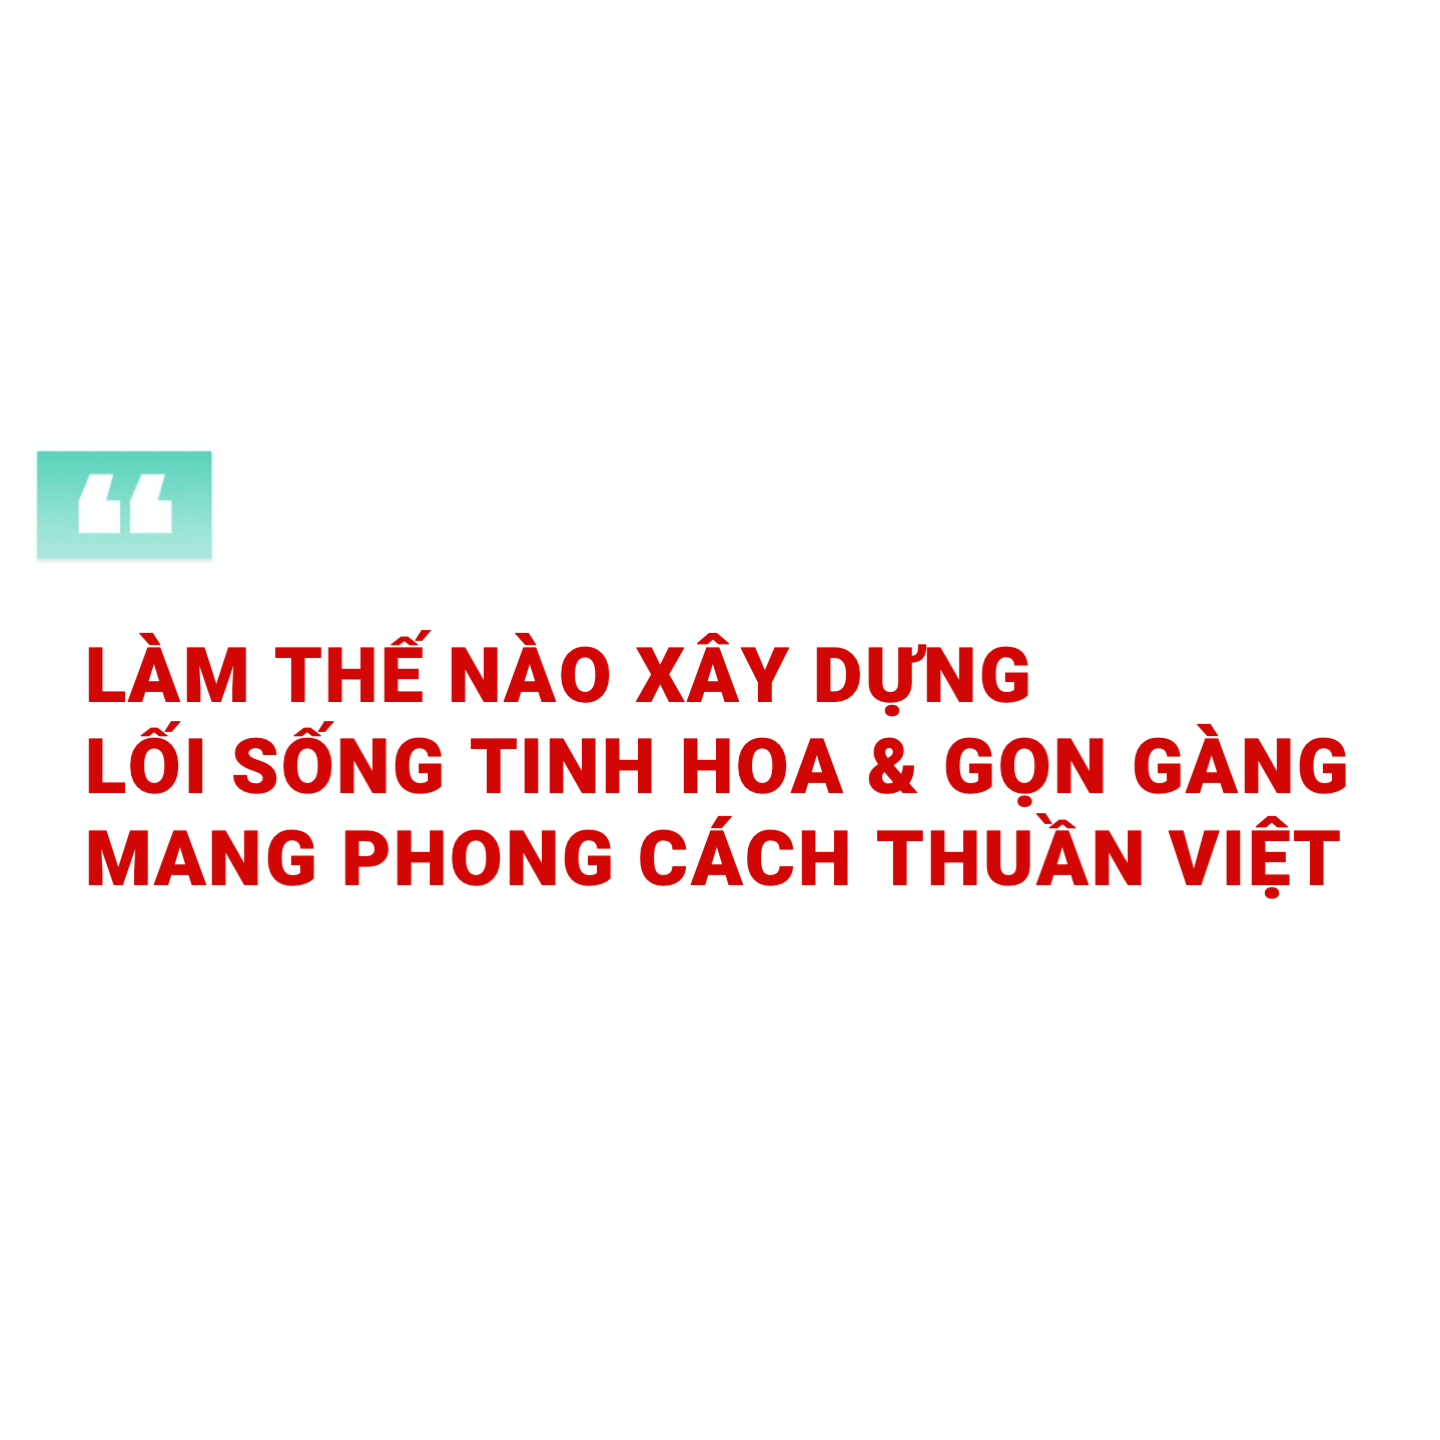 “
LÀM THẾ NÀO XÂY DỰNG
LỐI SỐNG TINH HOA & GỌN GÀNG
MANG PHONG CÁCH THUẦN VIỆT